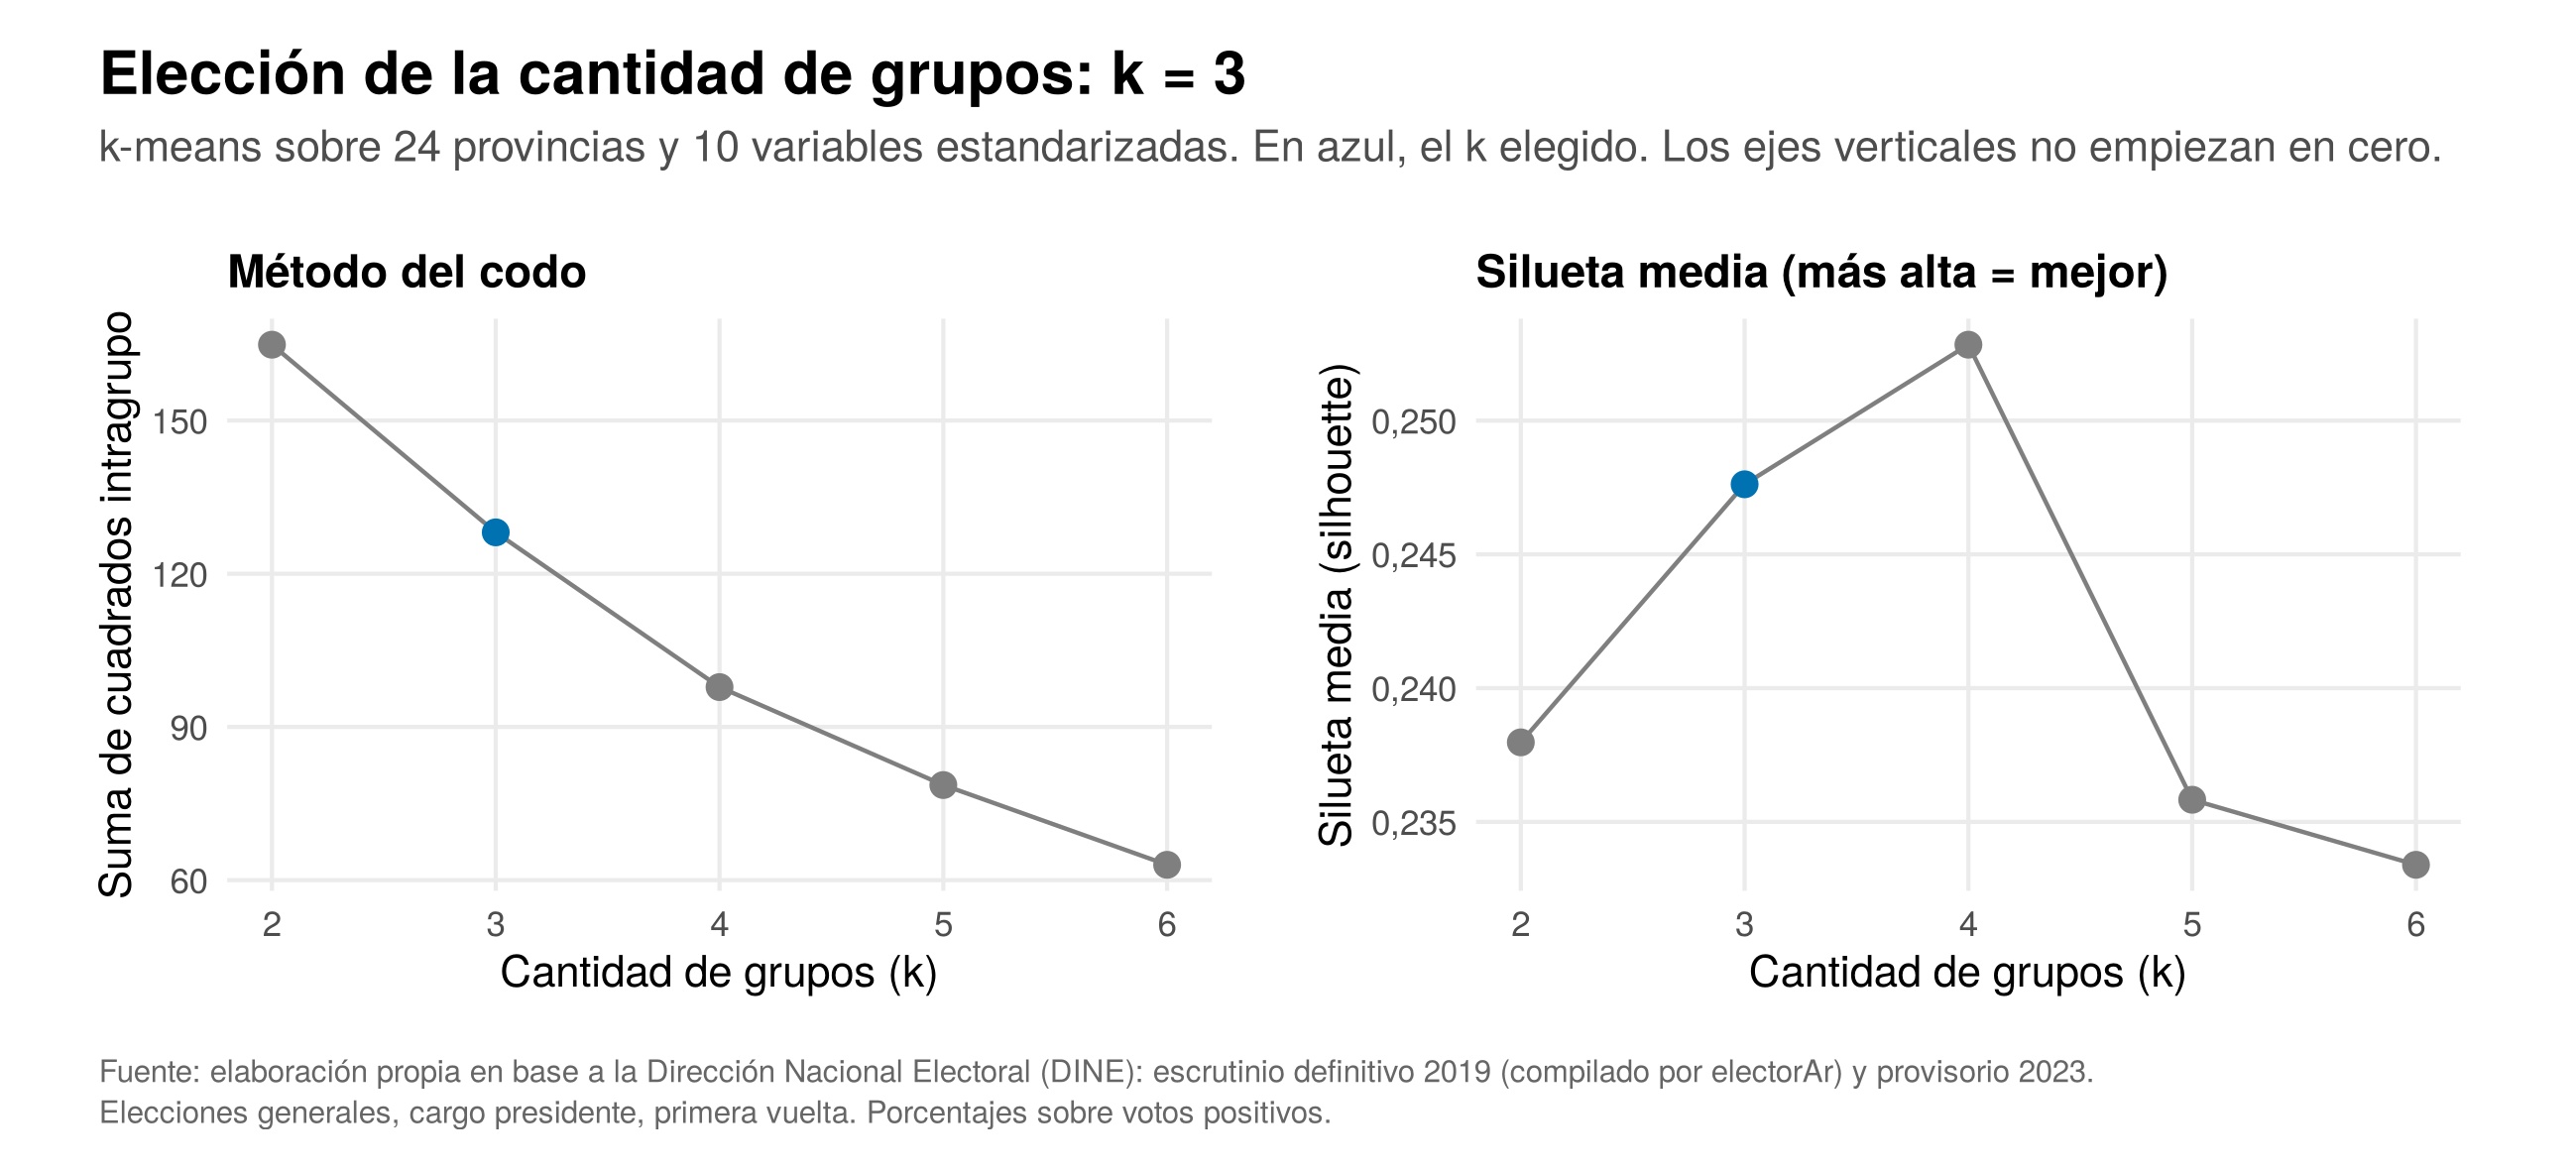 Elección de la cantidad de grupos: k = 3
k-means sobre 24 provincias y 10 variables estandarizadas. En azul, el k elegido. Los ejes verticales no empiezan en cero.
Método del codo
Suma de cuadrados intragrupo
150
120
90
60
2 3 4 5 6
Cantidad de grupos (k)
Silueta media (más alta = mejor)
Silueta media (silhouette)
0,250
0,245
0,240
0,235
2 3 4 5 6
Cantidad de grupos (k)
Fuente: elaboración propia en base a la Dirección Nacional Electoral (DINE): escrutinio definitivo 2019 (compilado por electorAr) y provisorio 2023.
Elecciones generales, cargo presidente, primera vuelta. Porcentajes sobre votos positivos.